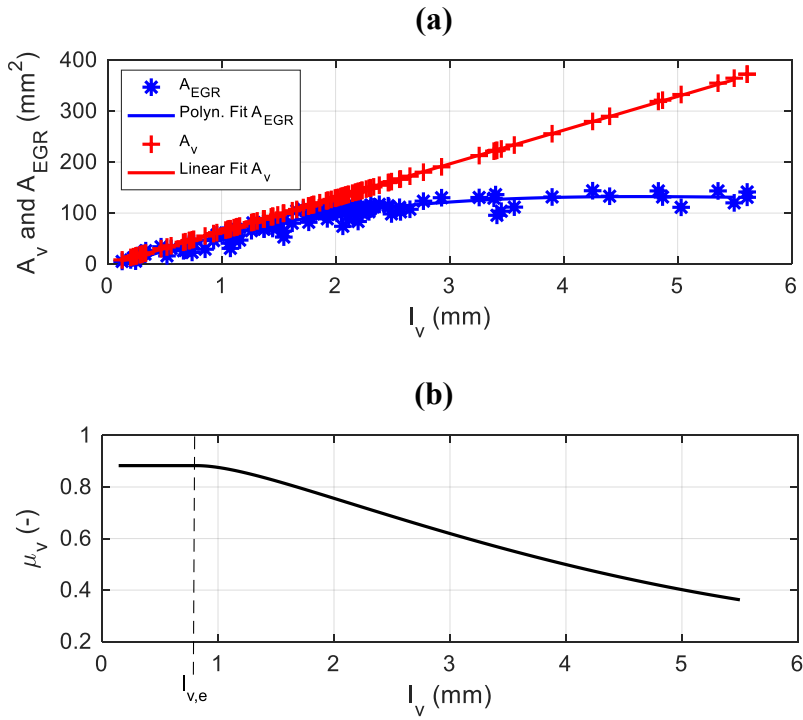 (a)
A_v and A_EGR (mm²)
400
300
200
100
0
A_EGR
Polyn. Fit A_EGR
A_v
Linear Fit A_v
0 1 2 3 4 5 6
l_v (mm)
(b)
μ_v (-)
1
0.8
0.6
0.4
0.2
0 1 2 3 4 5 6
l_v,e
l_v (mm)